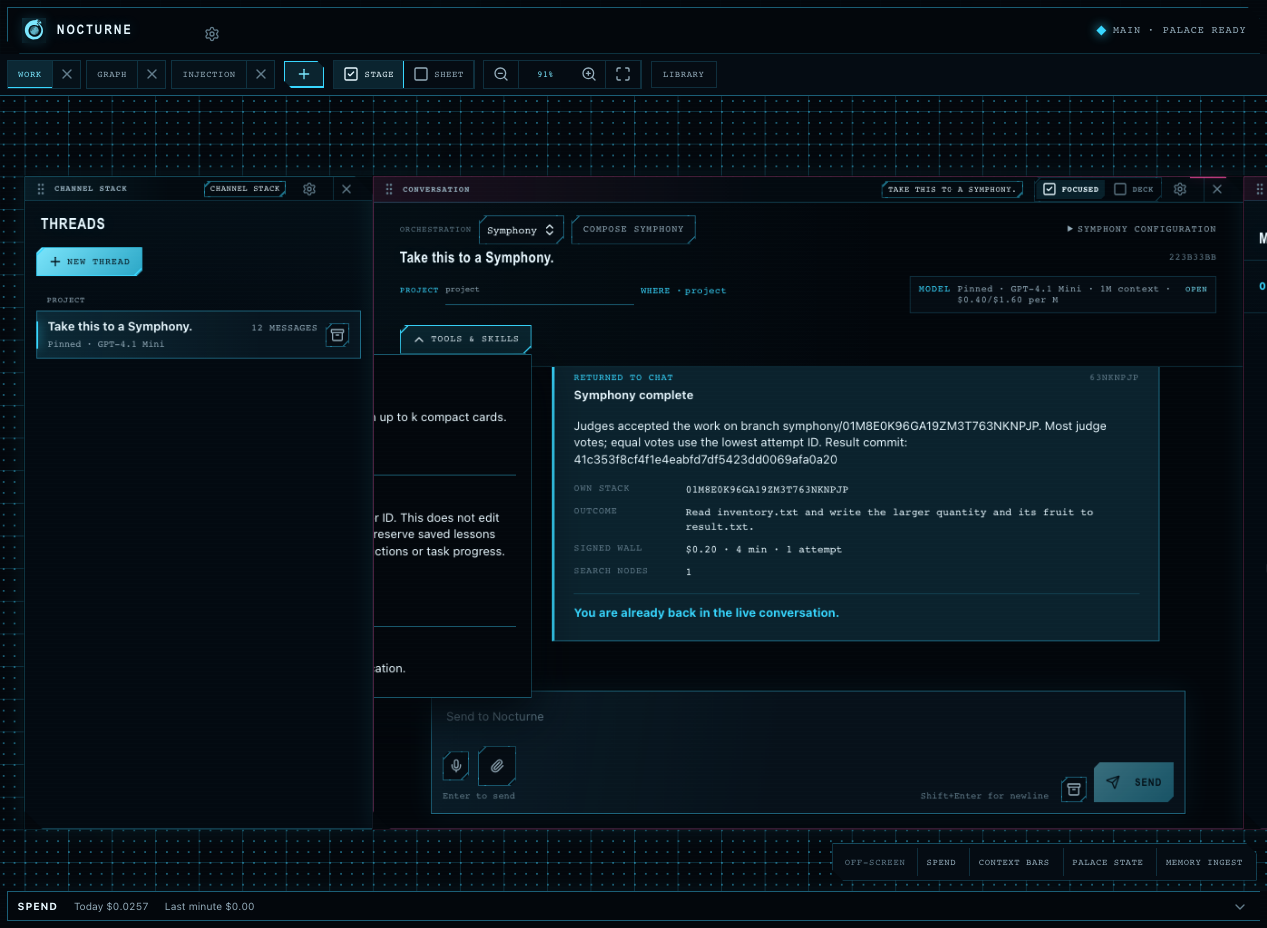 NOCTURNE
MAIN · PALACE READY
WORK
GRAPH
INJECTION
+
STAGE
SHEET
91%
LIBRARY
CHANNEL STACK
CHANNEL STACK
THREADS
+ NEW THREAD
PROJECT
Take this to a Symphony.
12 MESSAGES
Pinned · GPT-4.1 Mini
CONVERSATION
TAKE THIS TO A SYMPHONY.
FOCUSED
DECK
ORCHESTRATION
Symphony
COMPOSE SYMPHONY
SYMPHONY CONFIGURATION
Take this to a Symphony.
223B33BB
PROJECT
project
WHERE · project
MODEL
Pinned · GPT-4.1 Mini · 1M context ·
$0.40/$1.60 per M
OPEN
TOOLS & SKILLS
up to k compact cards.
r ID. This does not edit
reserve saved lessons
ctions or task progress.
ation.
RETURNED TO CHAT
63NKNPJP
Symphony complete
Judges accepted the work on branch symphony/01M8E0K96GA19ZM3T763NKNPJP. Most judge
votes; equal votes use the lowest attempt ID. Result commit:
41c353f8cf4f1e4eabfd7df5423dd0069afa0a20
OWN STACK
01M8E0K96GA19ZM3T763NKNPJP
OUTCOME
Read inventory.txt and write the larger quantity and its fruit to
result.txt.
SIGNED WALL
$0.20 · 4 min · 1 attempt
SEARCH NODES
1
You are already back in the live conversation.
Send to Nocturne
Enter to send
Shift+Enter for newline
SEND
M
OFF-SCREEN
SPEND
CONTEXT BARS
PALACE STATE
MEMORY INGEST
SPEND
Today $0.0257
Last minute $0.00